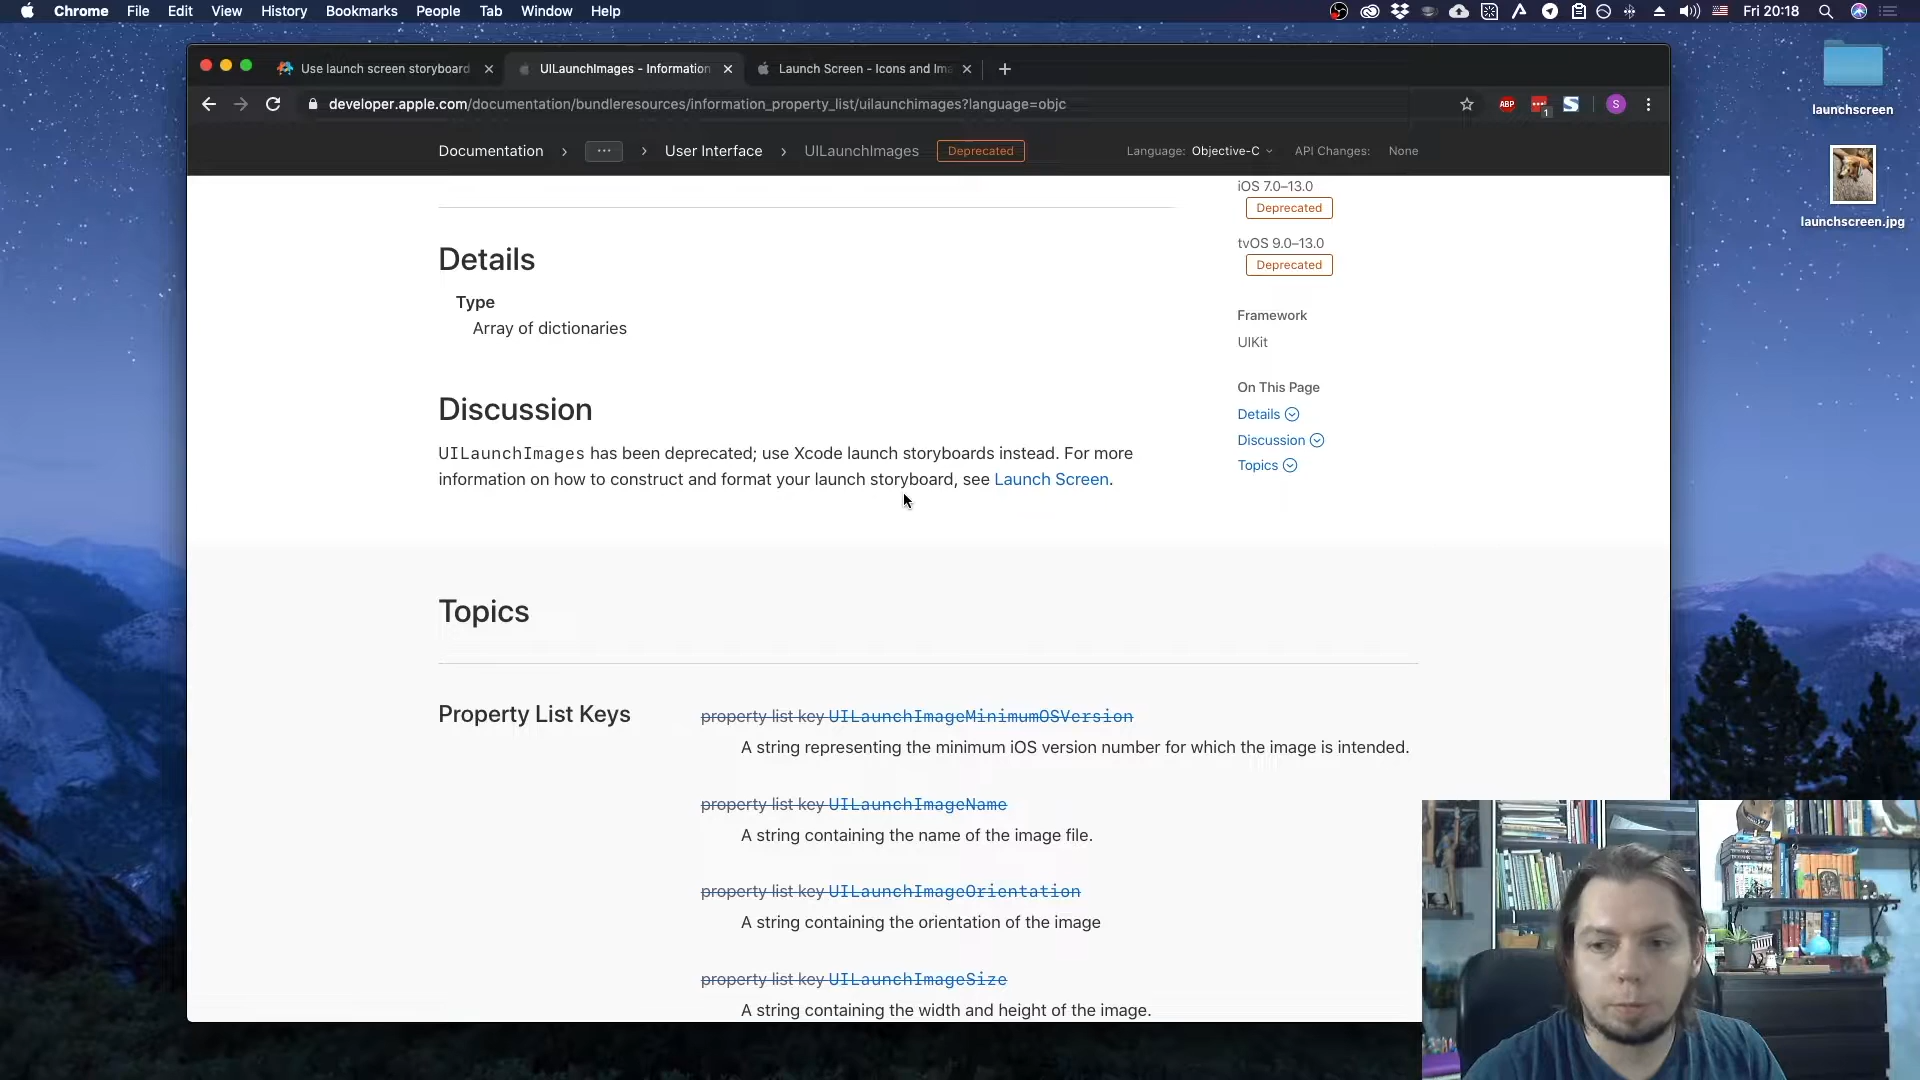 Chrome File Edit View History Bookmarks People Tab Window Help Fri 20:18
Use launch screen storyboard UILaunchImages - Information Launch Screen - Icons and Ima
developer.apple.com/documentation/bundleresources/information_property_list/uilaunchimages?language=objc ABP 1 S S
Documentation ... User Interface UILaunchImages Deprecated Language: Objective-C API Changes: None
launchscreen
launchscreen.jpg
iOS 7.0–13.0
Deprecated
tvOS 9.0–13.0
Deprecated
Framework
UIKit
On This Page
Details
Discussion
Topics
Details
Type
Array of dictionaries
Discussion
UILaunchImages has been deprecated; use Xcode launch storyboards instead. For more
information on how to construct and format your launch storyboard, see Launch Screen.
Topics
Property List Keys
property list key UILaunchImageMinimumOSVersion
A string representing the minimum iOS version number for which the image is intended.
property list key UILaunchImageName
A string containing the name of the image file.
property list key UILaunchImageOrientation
A string containing the orientation of the image
property list key UILaunchImageSize
A string containing the width and height of the image.